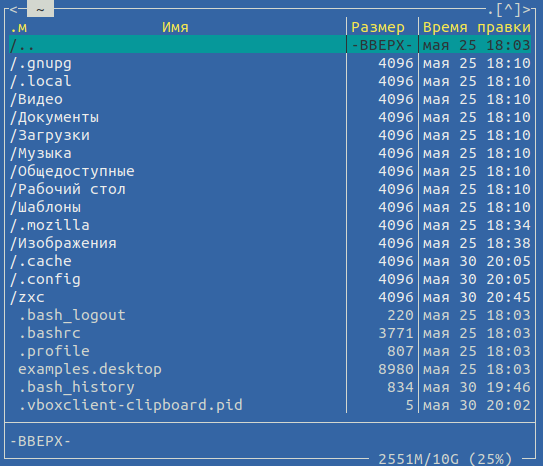 <- ~ .[^]>
.м Имя Размер Время правки
/.. -ВВЕРХ- мая 25 18:03
/.gnupg 4096 мая 25 18:10
/.local 4096 мая 25 18:10
/Видео 4096 мая 25 18:10
/Документы 4096 мая 25 18:10
/Загрузки 4096 мая 25 18:10
/Музыка 4096 мая 25 18:10
/Общедоступные 4096 мая 25 18:10
/Рабочий стол 4096 мая 25 18:10
/Шаблоны 4096 мая 25 18:10
/.mozilla 4096 мая 25 18:34
/Изображения 4096 мая 25 18:38
/.cache 4096 мая 30 20:05
/.config 4096 мая 30 20:05
/zxc 4096 мая 30 20:45
.bash_logout 220 мая 25 18:03
.bashrc 3771 мая 25 18:03
.profile 807 мая 25 18:03
examples.desktop 8980 мая 25 18:03
.bash_history 834 мая 30 19:46
.vboxclient-clipboard.pid 5 мая 30 20:02
-ВВЕРХ-
2551M/10G (25%)